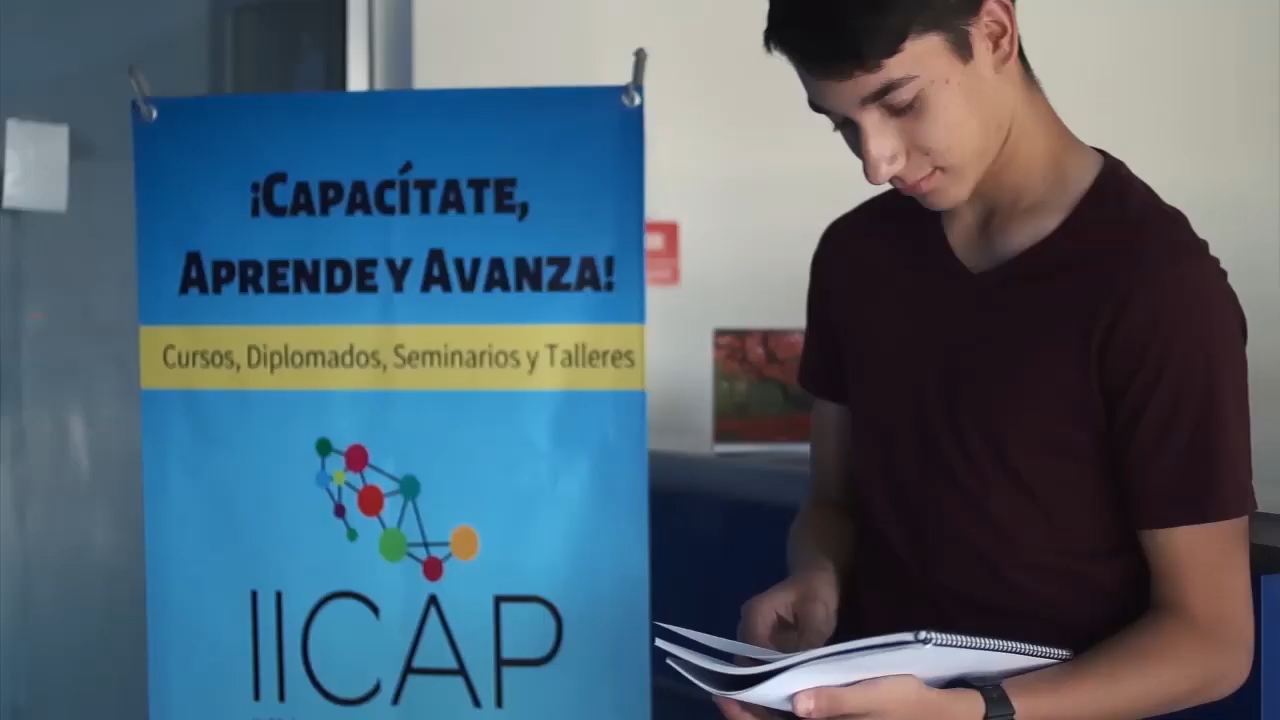 ¡CAPACÍTATE,
APRENDE Y AVANZA!
Cursos, Diplomados, Seminarios y Talleres
IICAP